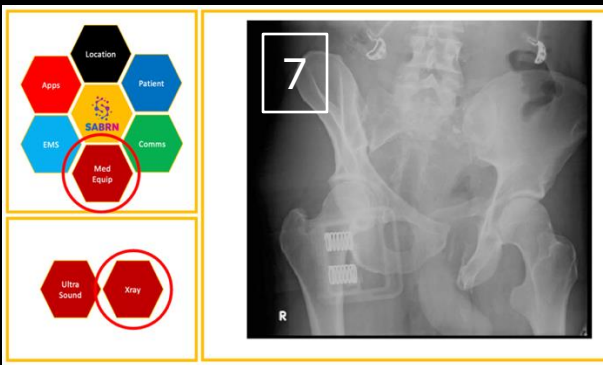 Location
Apps
Patient
SABRN
EMS
Comms
Med
Equip
Ultra
Sound
Xray
7
R